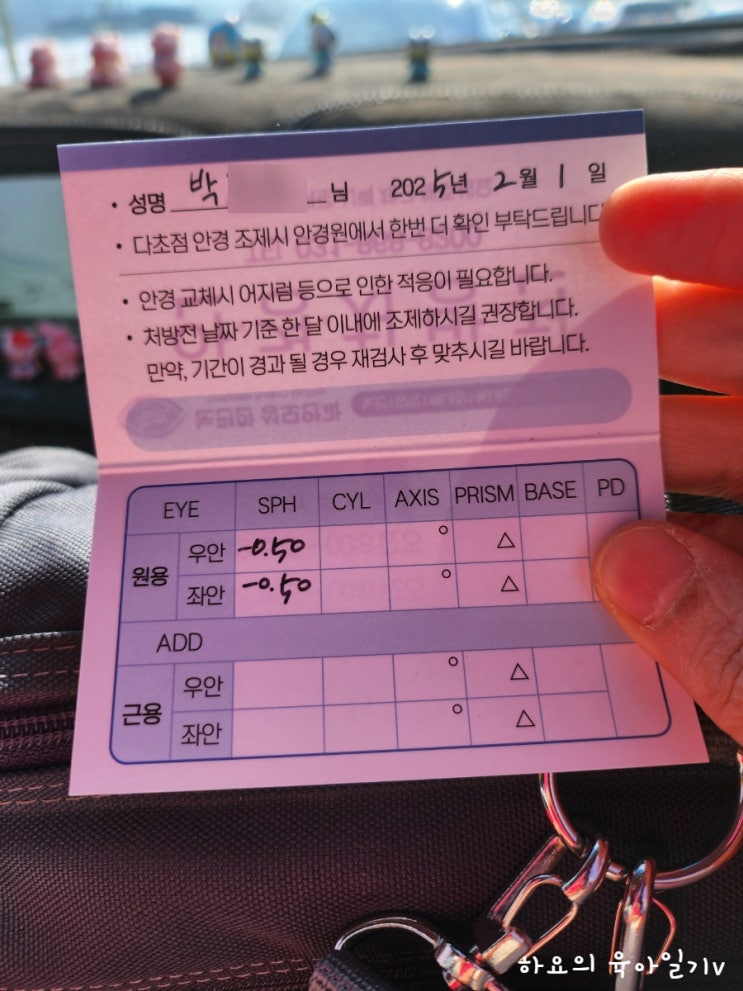 • 성명 박 님 2025년 2월 1일
• 다초점 안경 조제시 안경원에서 한번 더 확인 부탁드립니다
• 안경 교체시 어지럼 등으로 인한 적응이 필요합니다.
• 처방전 날짜 기준 한 달 이내에 조제하시길 권장합니다.
만약, 기간이 경과 될 경우 재검사 후 맞추시길 바랍니다.
EYE SPH CYL AXIS PRISM BASE PD
원용 우안 -0.50 ° △
좌안 -0.50 ° △
ADD
근용 우안 ° △
좌안 ° △
하요의 육아일기v